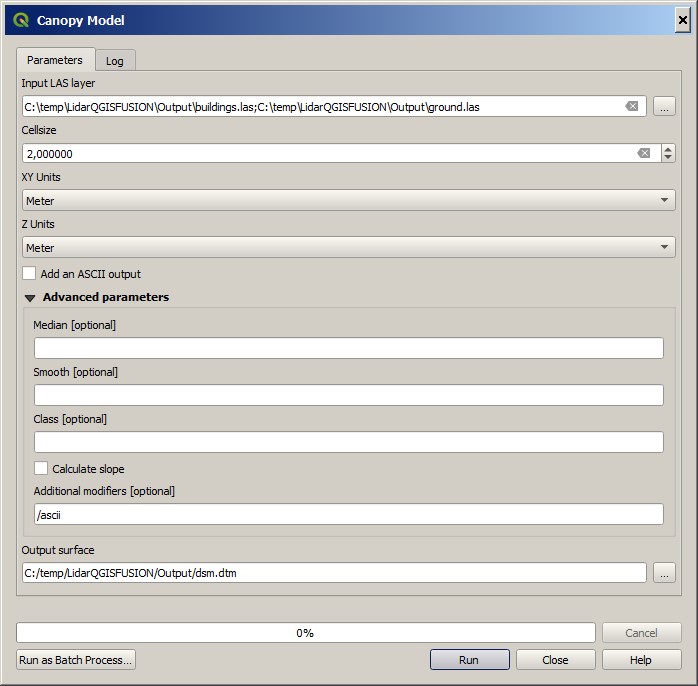 Canopy Model
Parameters
Log
Input LAS layer
C:\temp\LidarQGISFUSION\Output\buildings.las;C:\temp\LidarQGISFUSION\Output\ground.las
...
Cellsize
2,000000
XY Units
Meter
Z Units
Meter
Add an ASCII output
Advanced parameters
Median [optional]
Smooth [optional]
Class [optional]
Calculate slope
Additional modifiers [optional]
/ascii
Output surface
C:/temp/LidarQGISFUSION/Output/dsm.dtm
...
0%
Cancel
Run as Batch Process...
Run
Close
Help